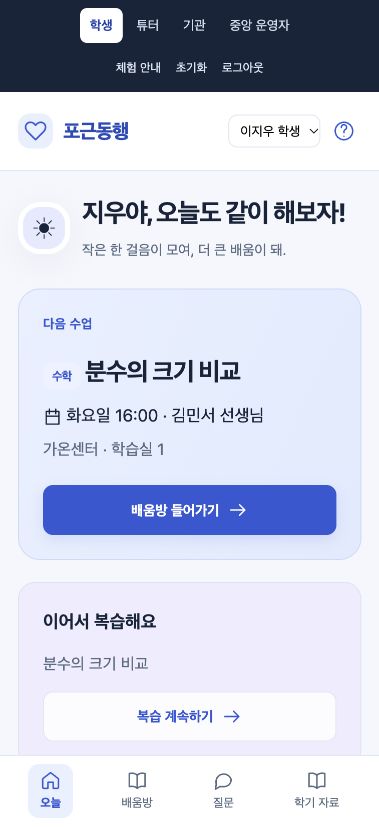 학생 튜터 기관 중앙 운영자
체험 안내 초기화 로그아웃
포근동행
이지우 학생
지우야, 오늘도 같이 해보자!
작은 한 걸음이 모여, 더 큰 배움이 돼.
다음 수업
수학 분수의 크기 비교
화요일 16:00 · 김민서 선생님
가온센터 · 학습실 1
배움방 들어가기 →
이어서 복습해요
분수의 크기 비교
복습 계속하기 →
오늘 배움방 질문 학기 자료